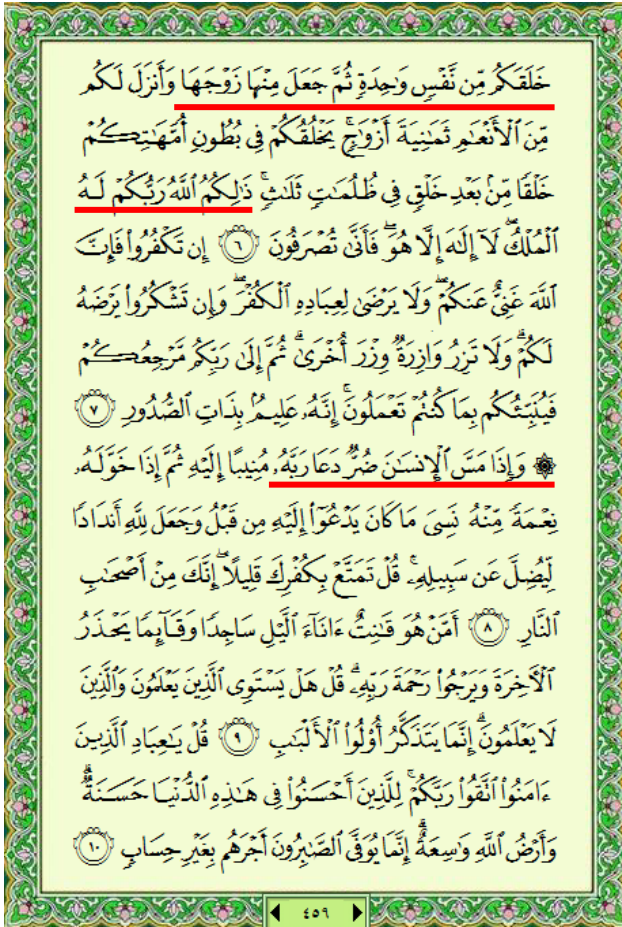 خَلَقَكُم مِّن نَّفۡسٖ وَٰحِدَةٖ ثُمَّ جَعَلَ مِنۡهَا زَوۡجَهَا وَأَنزَلَ لَكُم
مِّنَ ٱلۡأَنۡعَٰمِ ثَمَٰنِيَةَ أَزۡوَٰجٖۚ يَخۡلُقُكُمۡ فِي بُطُونِ أُمَّهَٰتِكُمۡ
خَلۡقٗا مِّنۢ بَعۡدِ خَلۡقٖ فِي ظُلُمَٰتٖ ثَلَٰثٖۚ ذَٰلِكُمُ ٱللَّهُ رَبُّكُمۡ لَهُ
ٱلۡمُلۡكُۖ لَآ إِلَٰهَ إِلَّا هُوَۖ فَأَنَّىٰ تُصۡرَفُونَ ٦ إِن تَكۡفُرُواْ فَإِنَّ
ٱللَّهَ غَنِيٌّ عَنكُمۡۖ وَلَا يَرۡضَىٰ لِعِبَادِهِ ٱلۡكُفۡرَۖ وَإِن تَشۡكُرُواْ يَرۡضَهُ
لَكُمۡۗ وَلَا تَزِرُ وَازِرَةٞ وِزۡرَ أُخۡرَىٰۗ ثُمَّ إِلَىٰ رَبِّكُم مَّرۡجِعُكُمۡ
فَيُنَبِّئُكُم بِمَا كُنتُمۡ تَعۡمَلُونَۚ إِنَّهُۥ عَلِيمُۢ بِذَاتِ ٱلصُّدُورِ ٧
۞ وَإِذَا مَسَّ ٱلۡإِنسَٰنَ ضُرّٞ دَعَا رَبَّهُۥ مُنِيبًا إِلَيۡهِ ثُمَّ إِذَا خَوَّلَهُۥ
نِعۡمَةٗ مِّنۡهُ نَسِيَ مَا كَانَ يَدۡعُوٓاْ إِلَيۡهِ مِن قَبۡلُ وَجَعَلَ لِلَّهِ أَندَادٗا
لِّيُضِلَّ عَن سَبِيلِهِۦۚ قُلۡ تَمَتَّعۡ بِكُفۡرِكَ قَلِيلًا إِنَّكَ مِنۡ أَصۡحَٰبِ
ٱلنَّارِ ٨ أَمَّنۡ هُوَ قَٰنِتٌ ءَانَآءَ ٱلَّيۡلِ سَاجِدٗا وَقَآئِمٗا يَحۡذَرُ
ٱلۡأٓخِرَةَ وَيَرۡجُواْ رَحۡمَةَ رَبِّهِۦۗ قُلۡ هَلۡ يَسۡتَوِي ٱلَّذِينَ يَعۡلَمُونَ وَٱلَّذِينَ
لَا يَعۡلَمُونَۗ إِنَّمَا يَتَذَكَّرُ أُوْلُواْ ٱلۡأَلۡبَٰبِ ٩ قُلۡ يَٰعِبَادِ ٱلَّذِينَ
ءَامَنُواْ ٱتَّقُواْ رَبَّكُمۡۚ لِلَّذِينَ أَحۡسَنُواْ فِي هَٰذِهِ ٱلدُّنۡيَا حَسَنَةٞۗ
وَأَرۡضُ ٱللَّهِ وَٰسِعَةٌۗ إِنَّمَا يُوَفَّى ٱلصَّٰبِرُونَ أَجۡرَهُم بِغَيۡرِ حِسَابٖ ١٠
٤٥٩